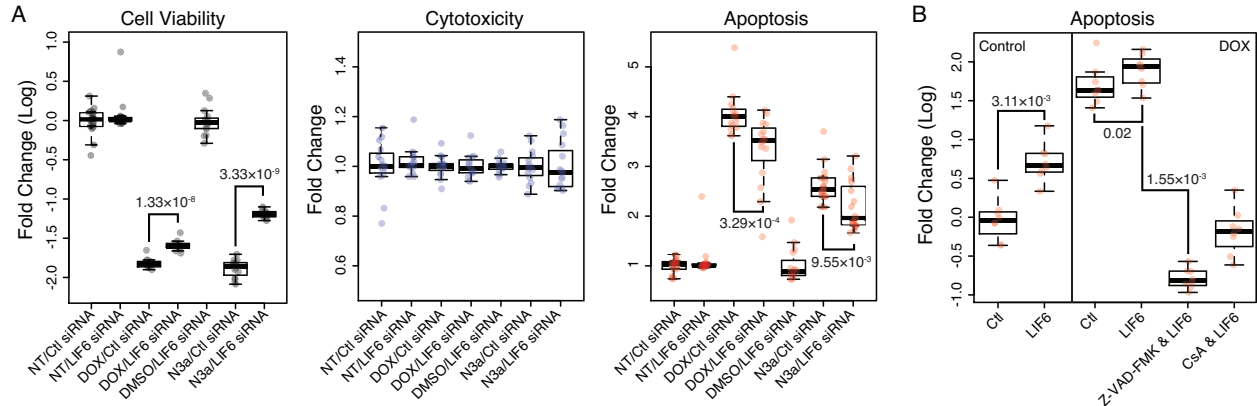 A
Cell Viability
Fold Change (Log)
1.0
0.5
0.0
-0.5
-1.0
-1.5
-2.0
1.33×10⁻⁸
3.33×10⁻⁹
NT/Ctl siRNA
NT/LIF6 siRNA
DOX/Ctl siRNA
DOX/LIF6 siRNA
DMSO/LIF6 siRNA
N3a/Ctl siRNA
N3a/LIF6 siRNA
Cytotoxicity
Fold Change
1.4
1.2
1.0
0.8
0.6
NT/Ctl siRNA
NT/LIF6 siRNA
DOX/Ctl siRNA
DOX/LIF6 siRNA
DMSO/LIF6 siRNA
N3a/Ctl siRNA
N3a/LIF6 siRNA
Apoptosis
Fold Change
5
4
3
2
1
3.29×10⁻⁴
9.55×10⁻³
NT/Ctl siRNA
NT/LIF6 siRNA
DOX/Ctl siRNA
DOX/LIF6 siRNA
DMSO/LIF6 siRNA
N3a/Ctl siRNA
N3a/LIF6 siRNA
B
Apoptosis
Control
DOX
Fold Change (Log)
2.0
1.5
1.0
0.5
0.0
-0.5
-1.0
3.11×10⁻³
0.02
1.55×10⁻³
Ctl
LIF6
Ctl
LIF6
Z-VAD-FMK & LIF6
CsA & LIF6